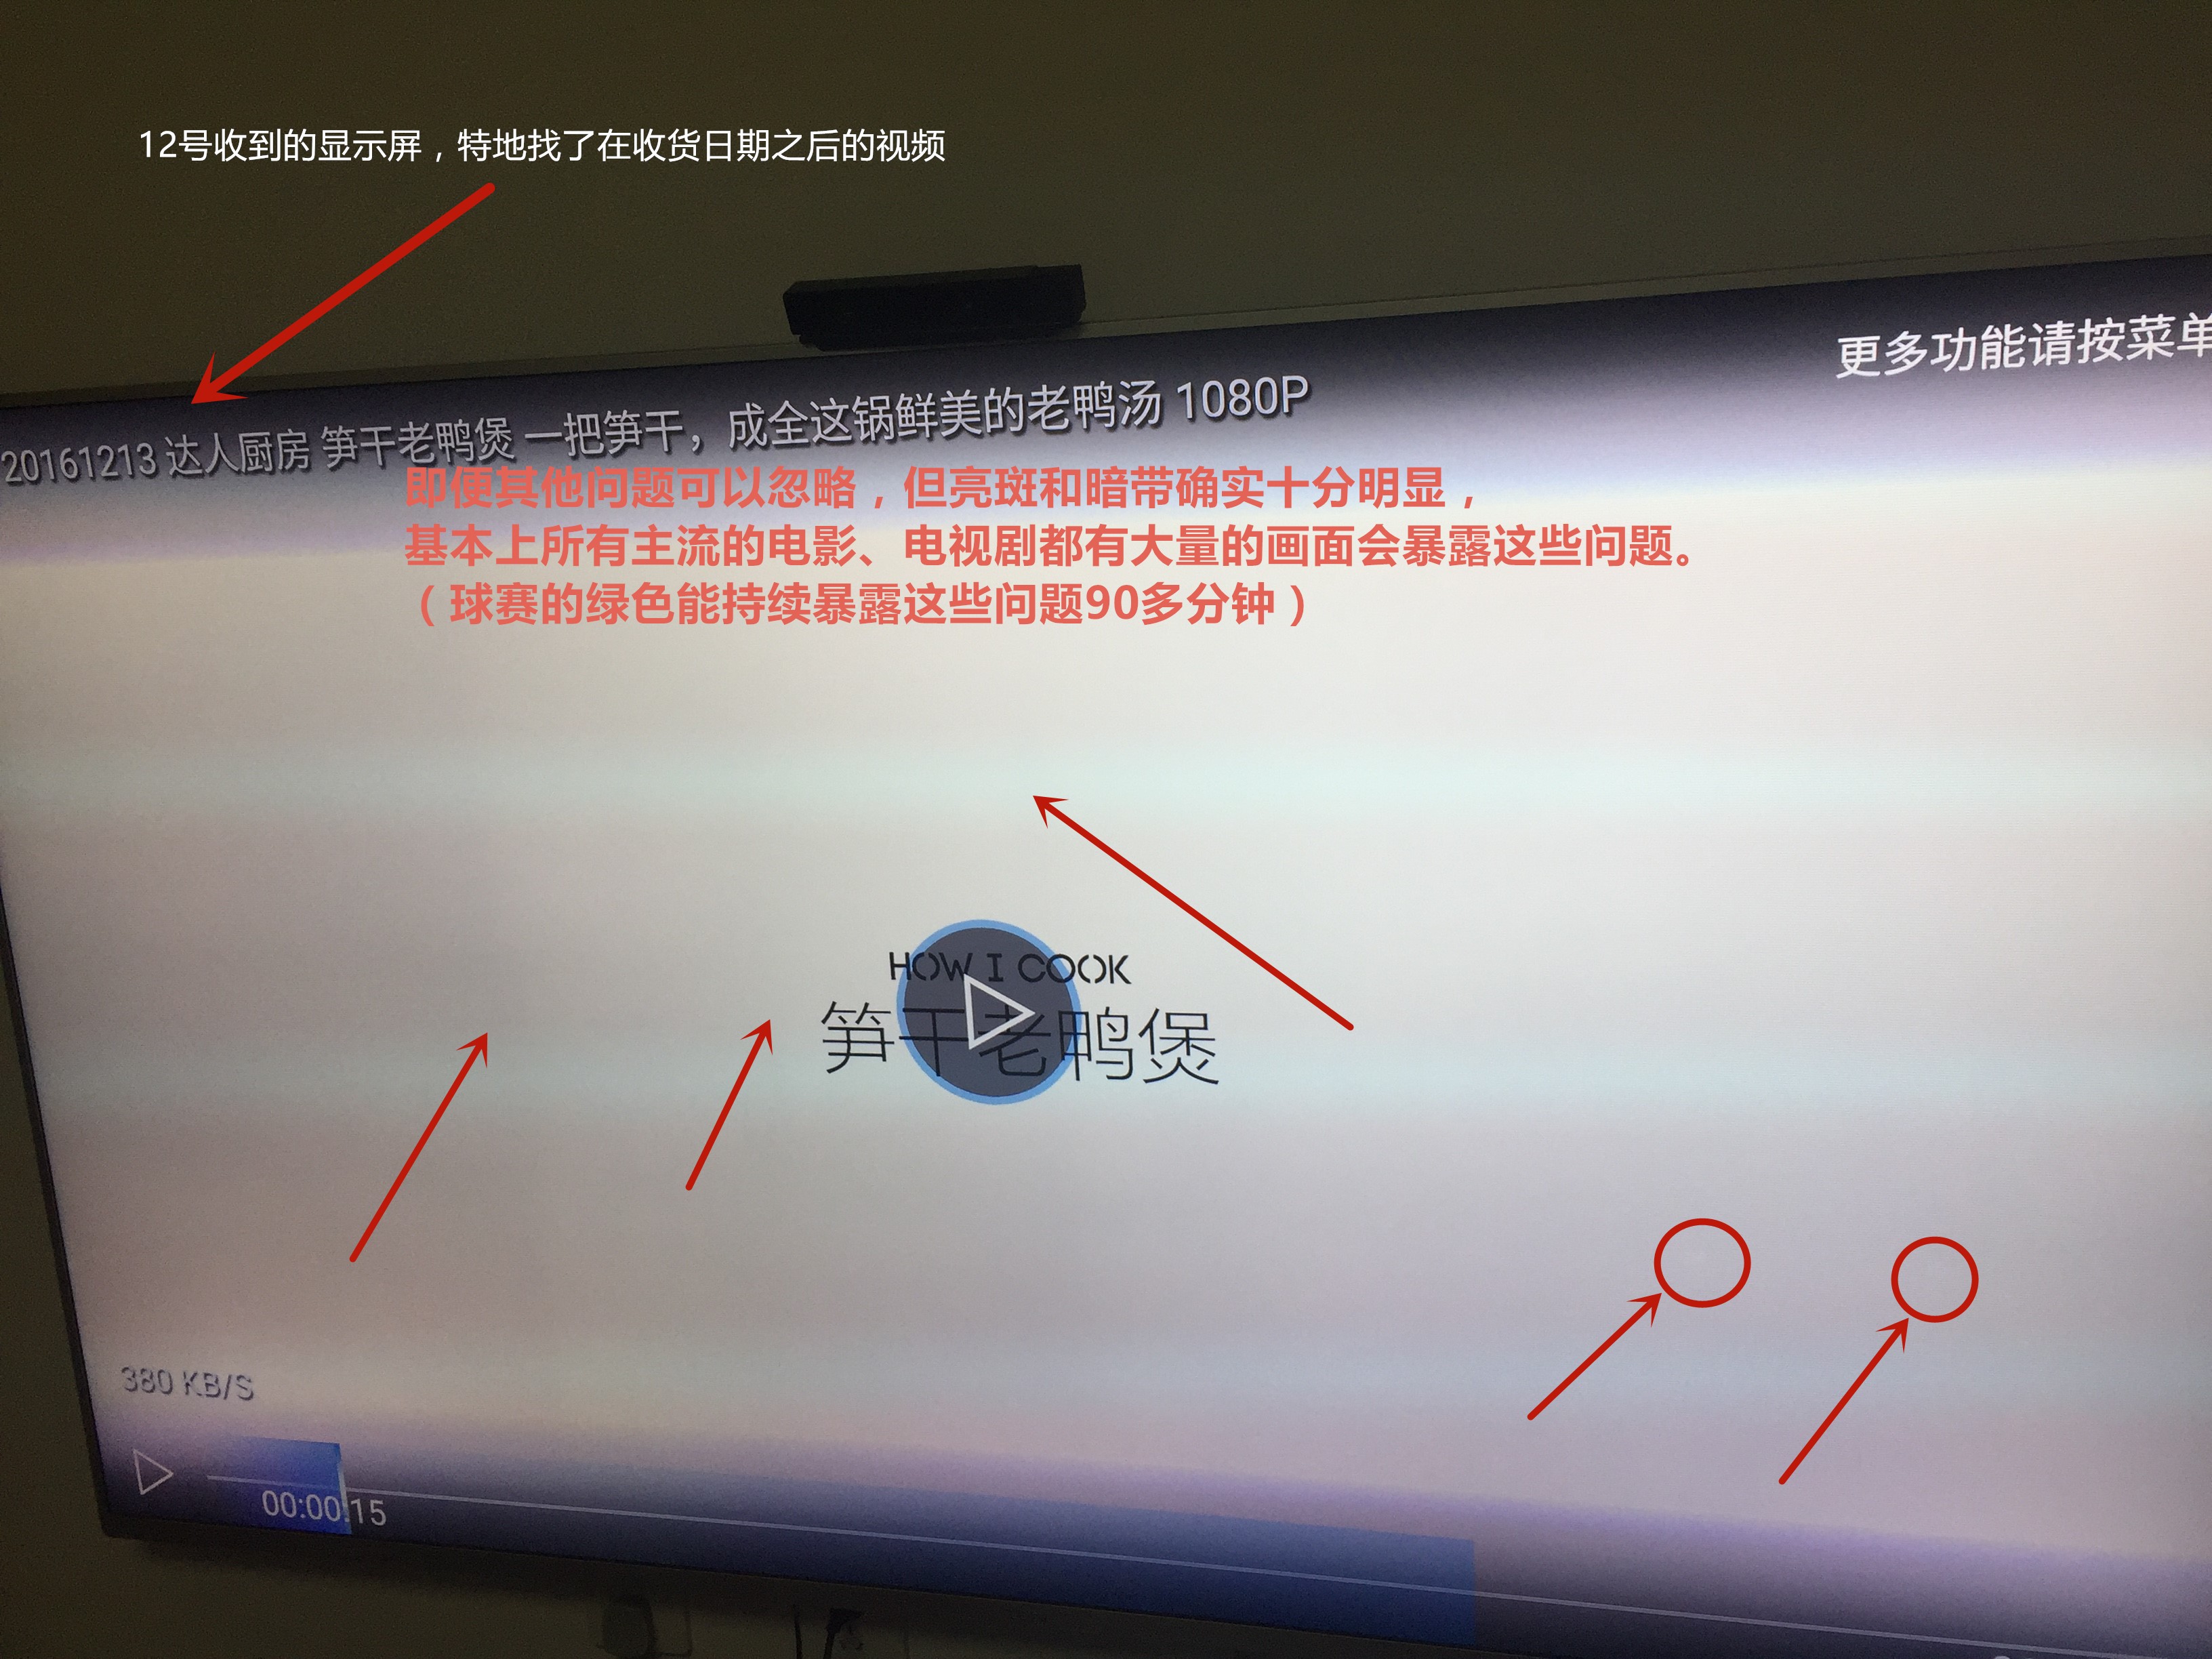 12号收到的显示屏，特地找了在收货日期之后的视频
更多功能请按菜单
20161213 达人厨房 笋干老鸭煲 一把笋干，成全这锅鲜美的老鸭汤 1080P
即便其他问题可以忽略，但亮斑和暗带确实十分明显，
基本上所有主流的电影、电视剧都有大量的画面会暴露这些问题。
（球赛的绿色能持续暴露这些问题90多分钟）
HOW I COOK
笋干老鸭煲
380 KB/S
00:00:15